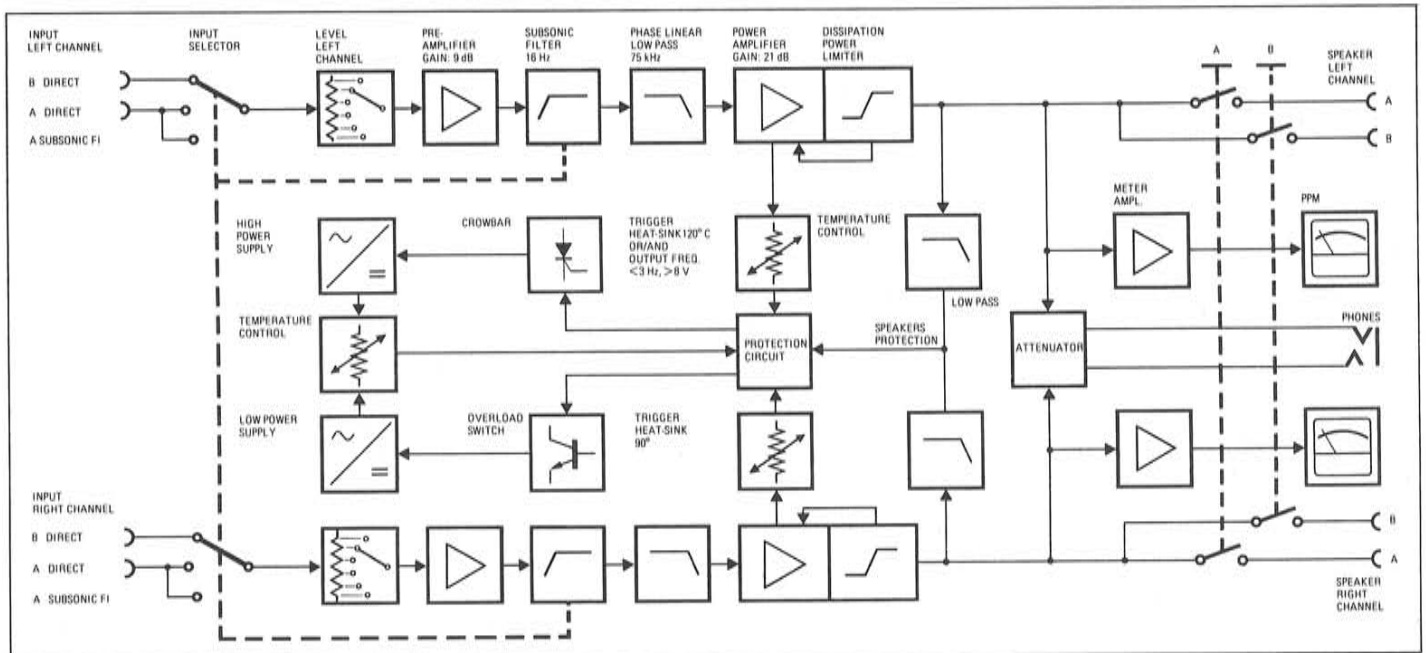 INPUT
LEFT CHANNEL
INPUT
SELECTOR
LEVEL
LEFT
CHANNEL
PRE-
AMPLIFIER
GAIN: 9 dB
SUBSONIC
FILTER
16 Hz
PHASE LINEAR
LOW PASS
75 kHz
POWER
AMPLIFIER
GAIN: 21 dB
DISSIPATION
POWER
LIMITER
A
B
SPEAKER
LEFT
CHANNEL
B DIRECT
A DIRECT
A SUBSONIC FI
A
B
HIGH
POWER
SUPPLY
CROWBAR
TRIGGER
HEAT-SINK 120° C
OR/AND
OUTPUT FREQ.
<3 Hz, >8 V
TEMPERATURE
CONTROL
LOW PASS
METER
AMPL.
PPM
TEMPERATURE
CONTROL
PROTECTION
CIRCUIT
SPEAKERS
PROTECTION
ATTENUATOR
PHONES
LOW POWER
SUPPLY
OVERLOAD
SWITCH
TRIGGER
HEAT-SINK
90°
INPUT
RIGHT CHANNEL
B DIRECT
A DIRECT
A SUBSONIC FI
B
A
SPEAKER
RIGHT
CHANNEL